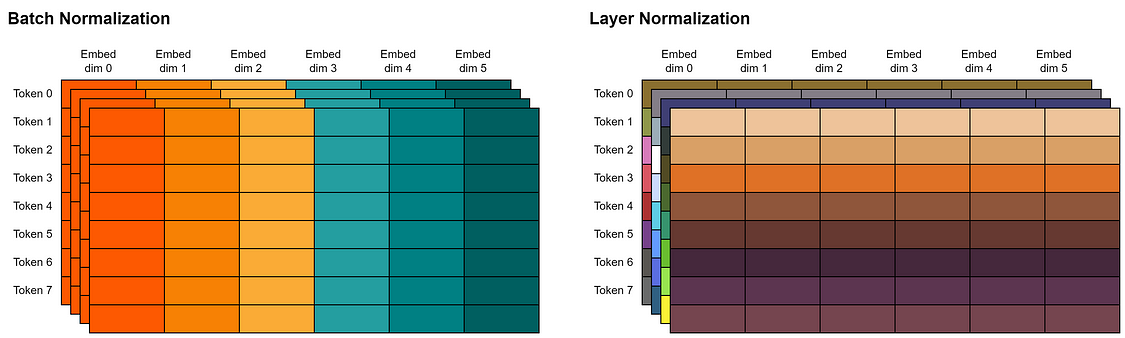 Batch Normalization
Embed Embed Embed Embed Embed Embed
dim 0 dim 1 dim 2 dim 3 dim 4 dim 5
Token 0
Token 1
Token 2
Token 3
Token 4
Token 5
Token 6
Token 7
Layer Normalization
Embed Embed Embed Embed Embed Embed
dim 0 dim 1 dim 2 dim 3 dim 4 dim 5
Token 0
Token 1
Token 2
Token 3
Token 4
Token 5
Token 6
Token 7